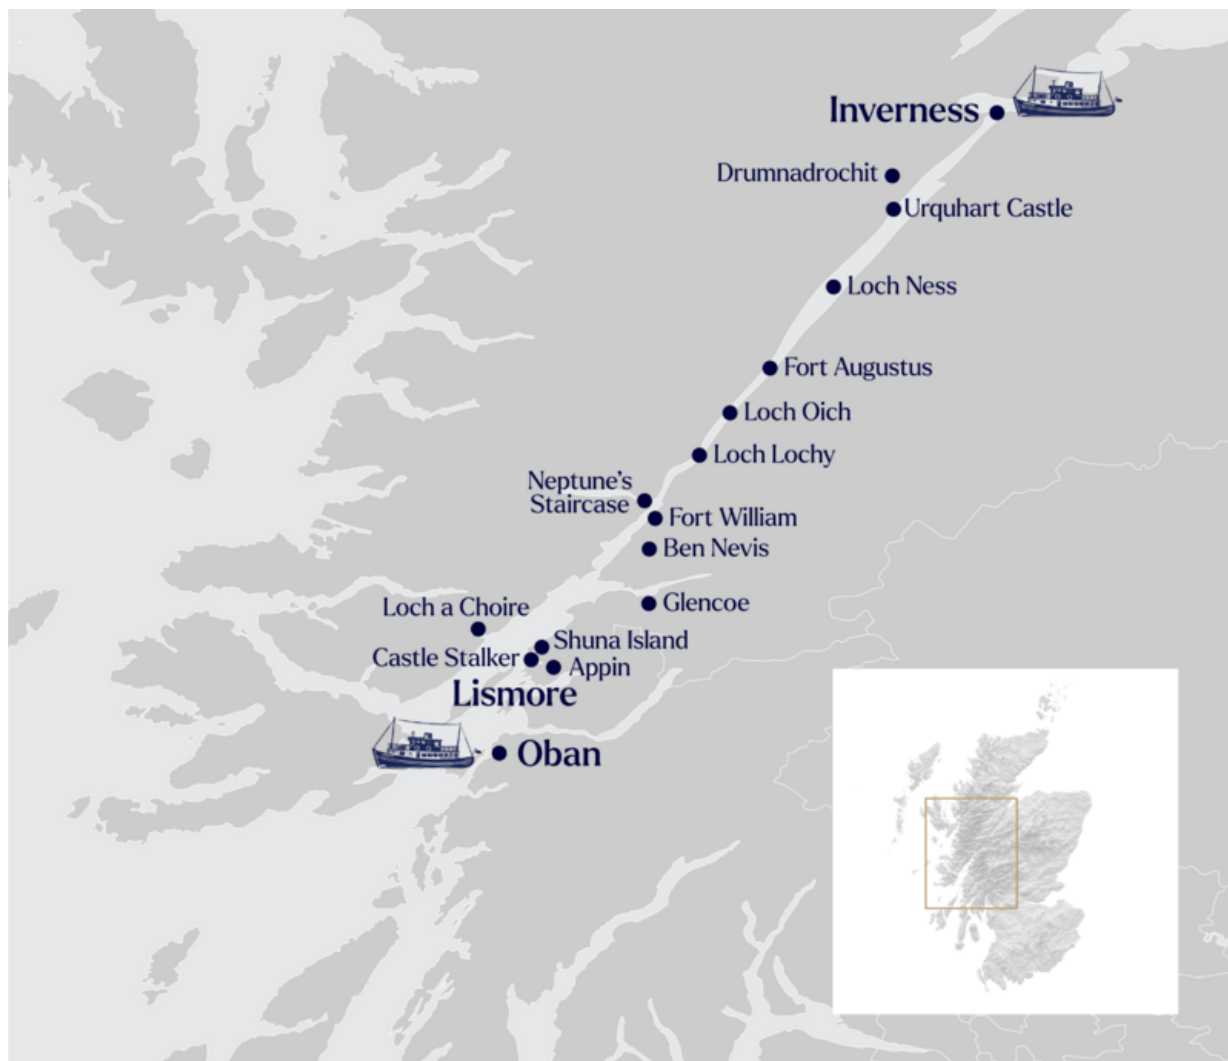 Inverness
Drumnadrochit
Urquhart Castle
Loch Ness
Fort Augustus
Loch Oich
Loch Lochy
Neptune's
Staircase
Fort William
Ben Nevis
Glencoe
Loch a Choire
Shuna Island
Castle Stalker
Appin
Lismore
Oban